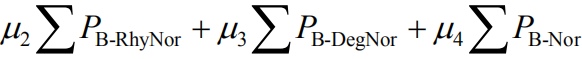 μ₂∑P_B-RhyNor + μ₃∑P_B-DegNor + μ₄∑P_B-Nor